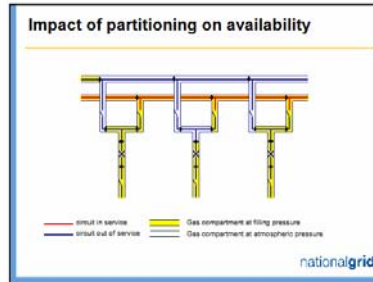 Impact of partitioning on availability
circuit in service
Gas compartment at filling pressure
circuit out of service
Gas compartment at atmospheric pressure
nationalgrid